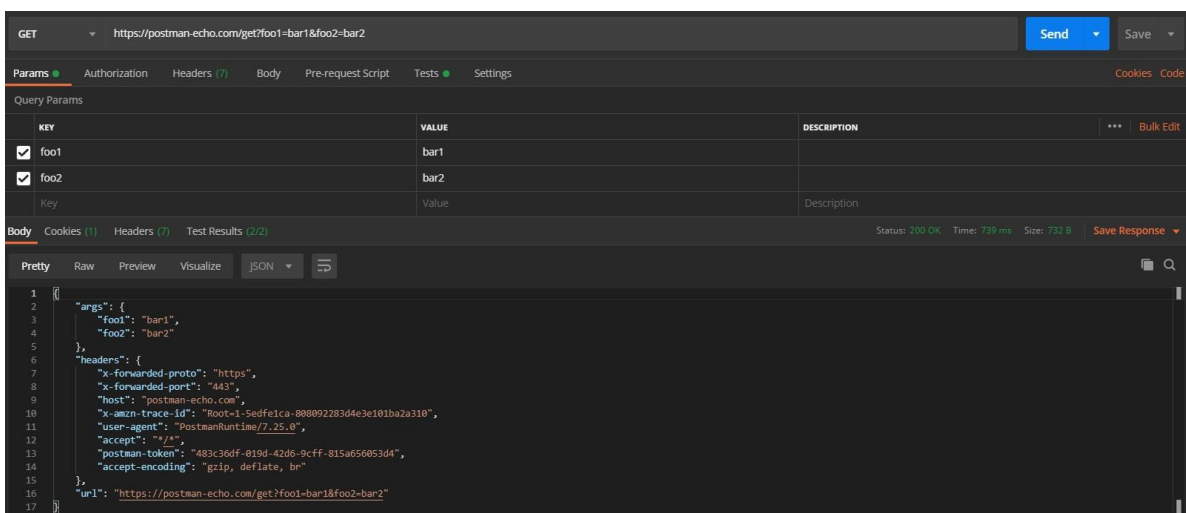 GET https://postman-echo.com/get?foo1=bar1&foo2=bar2 Send Save
Params Authorization Headers (7) Body Pre-request Script Tests Settings Cookies Code
Query Params
KEY VALUE DESCRIPTION ••• Bulk Edit
foo1 bar1
foo2 bar2
Key Value Description
Body Cookies (1) Headers (7) Test Results (2/2) Status: 200 OK Time: 739 ms Size: 732 B Save Response
Pretty Raw Preview Visualize JSON
1 {
2 "args": {
3 "foo1": "bar1",
4 "foo2": "bar2"
5 },
6 "headers": {
7 "x-forwarded-proto": "https",
8 "x-forwarded-port": "443",
9 "host": "postman-echo.com",
10 "x-amzn-trace-id": "Root=1-5edfe1ca-808092283d4e3e101ba2a310",
11 "user-agent": "PostmanRuntime/7.25.0",
12 "accept": "*/*",
13 "postman-token": "483c36df-019d-42d6-9cff-815a656053d4",
14 "accept-encoding": "gzip, deflate, br"
15 },
16 "url": "https://postman-echo.com/get?foo1=bar1&foo2=bar2"
17 }